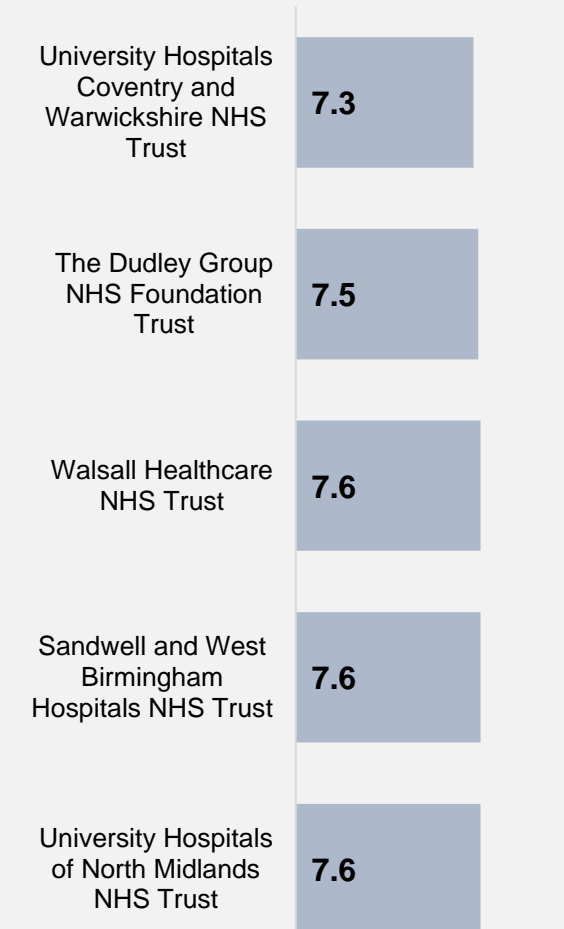 University Hospitals
Coventry and
Warwickshire NHS
Trust
7.3
The Dudley Group
NHS Foundation
Trust
7.5
Walsall Healthcare
NHS Trust
7.6
Sandwell and West
Birmingham
Hospitals NHS Trust
7.6
University Hospitals
of North Midlands
NHS Trust
7.6